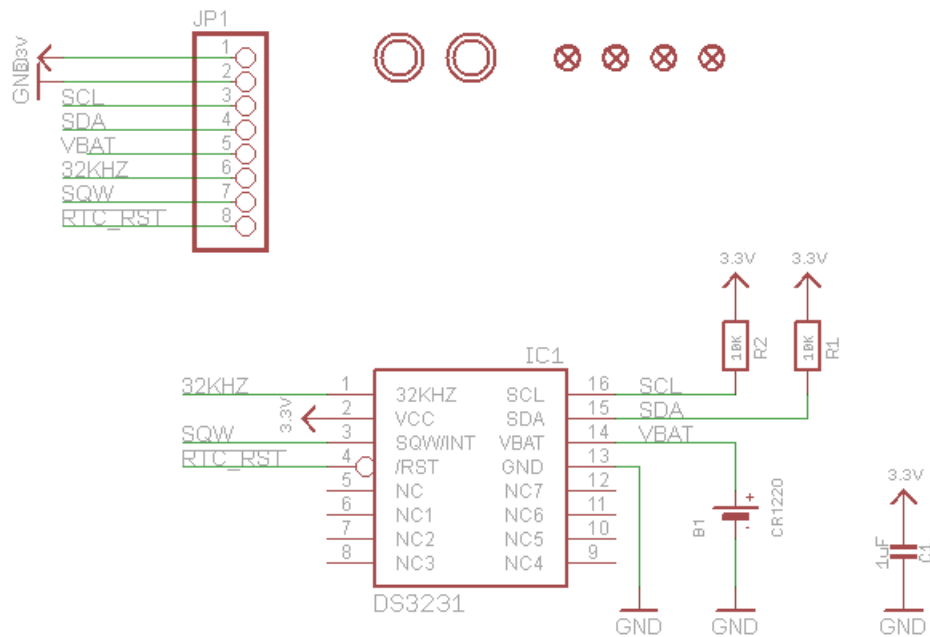 JP1
3.3V 1
GND 2
SCL 3
SDA 4
VBAT 5
32KHZ 6
SQW 7
RTC_RST 8
3.3V 3.3V
10K R2 10K R1
IC1
32KHZ 1 32KHZ SCL 16 SCL
3.3V 2 VCC SDA 15 SDA
SQW 3 SQW/INT VBAT 14 VBAT
RTC_RST 4 /RST GND 13
5 NC NC7 12
6 NC1 NC6 11
7 NC2 NC5 10
8 NC3 NC4 9
B1 + - CR1220
3.3V
1uF C1
DS3231
GND GND GND